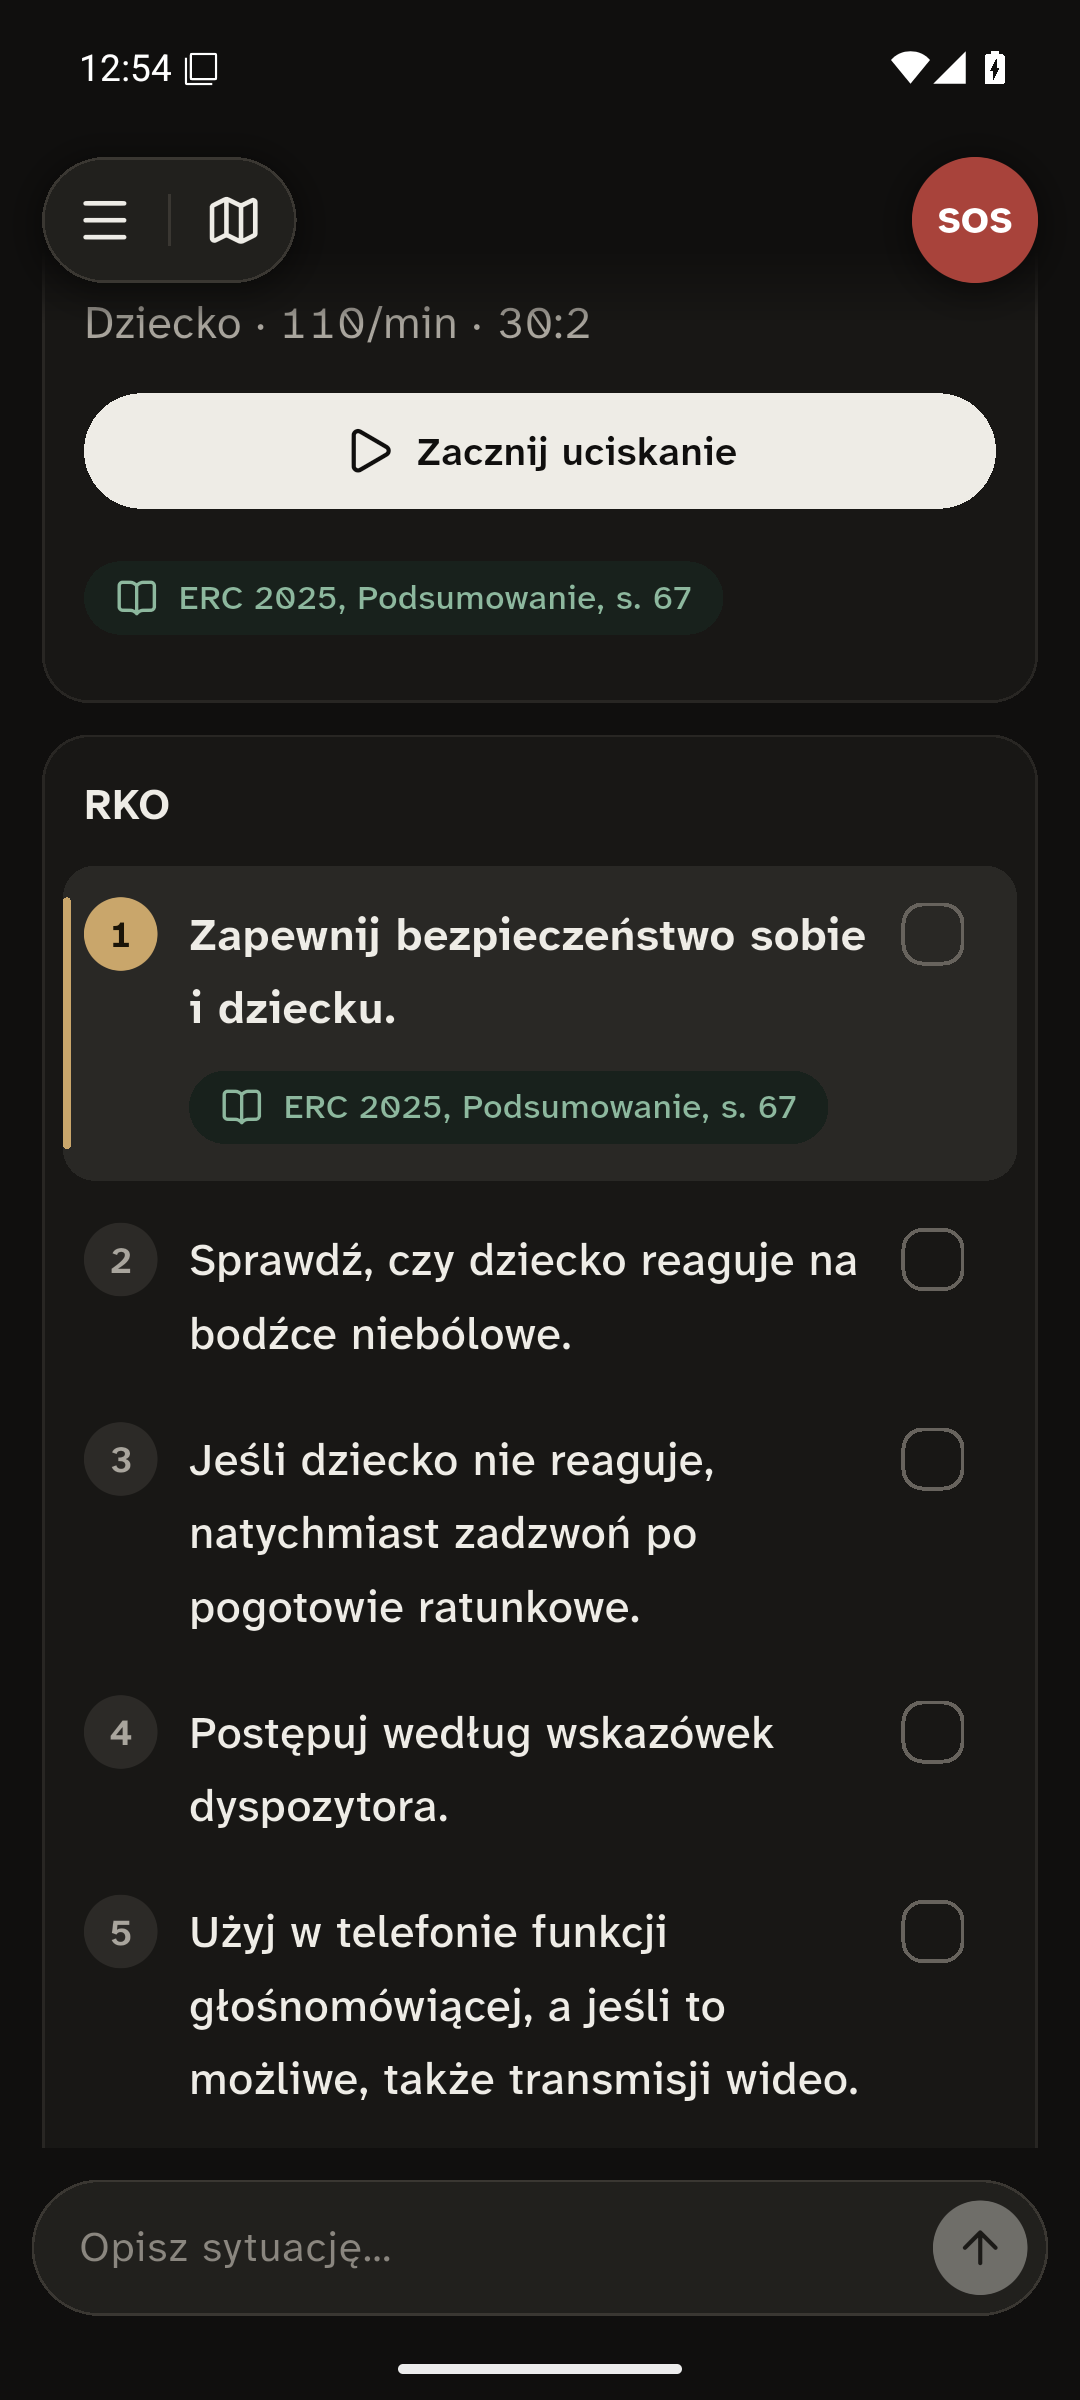 12:54
SOS
Dziecko · 110/min · 30:2
Zacznij uciskanie
ERC 2025, Podsumowanie, s. 67
RKO
1 Zapewnij bezpieczeństwo sobie
i dziecku.
ERC 2025, Podsumowanie, s. 67
2 Sprawdź, czy dziecko reaguje na
bodźce niebólowe.
3 Jeśli dziecko nie reaguje,
natychmiast zadzwoń po
pogotowie ratunkowe.
4 Postępuj według wskazówek
dyspozytora.
5 Użyj w telefonie funkcji
głośnomówiącej, a jeśli to
możliwe, także transmisji wideo.
Opisz sytuację...